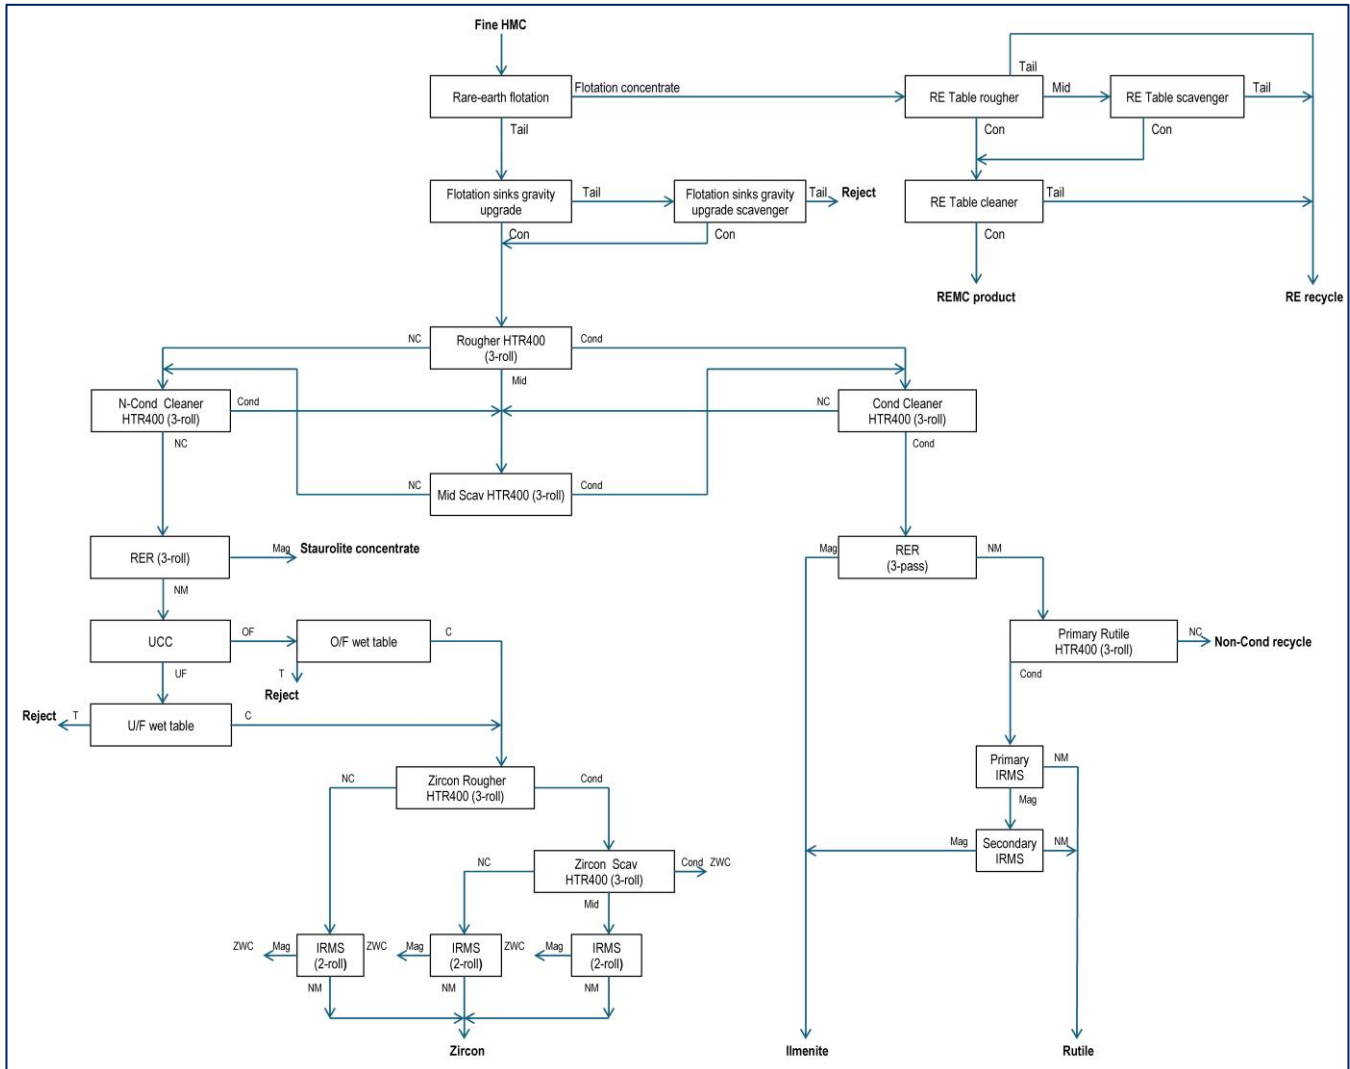 Fine HMC
Rare-earth flotation
Flotation concentrate
RE Table rougher
Tail
Mid
RE Table scavenger
Tail
Tail
Con
Con
Flotation sinks gravity
upgrade
Tail
Flotation sinks gravity
upgrade scavenger
Tail
Reject
RE Table cleaner
Tail
Con
Con
Con
REMC product
RE recycle
NC
Rougher HTR400
(3-roll)
Cond
Mid
N-Cond Cleaner
HTR400 (3-roll)
Cond
NC
Cond Cleaner
HTR400 (3-roll)
NC
Cond
NC
Mid Scav HTR400 (3-roll)
Cond
RER (3-roll)
Mag
Staurolite concentrate
NM
Mag
RER
(3-pass)
NM
UCC
OF
O/F wet table
C
UF
T
Reject
Primary Rutile
HTR400 (3-roll)
NC
Non-Cond recycle
Cond
Reject
T
U/F wet table
C
NC
Zircon Rougher
HTR400 (3-roll)
Cond
Primary
IRMS
NM
Mag
Mag
Secondary
IRMS
NM
NC
Zircon Scav
HTR400 (3-roll)
Cond
ZWC
Mid
ZWC
Mag
IRMS
(2-roll)
NM
ZWC
Mag
IRMS
(2-roll)
NM
ZWC
Mag
IRMS
(2-roll)
NM
Zircon
Ilmenite
Rutile